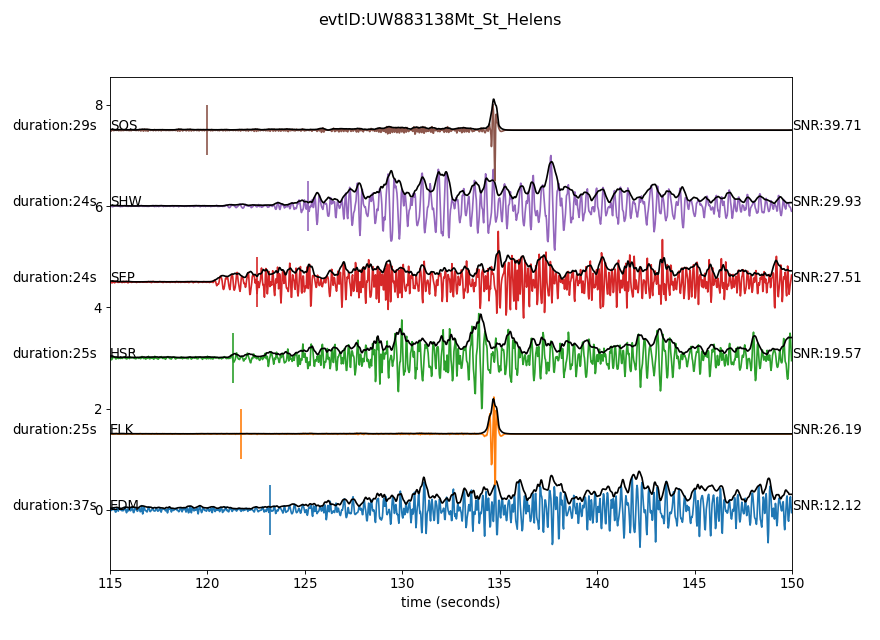 evtID:UW883138Mt_St_Helens
8
duration:29s SOS SNR:39.71
duration:24s SHW SNR:29.93
6
duration:24s SEP SNR:27.51
4
duration:25s HSR SNR:19.57
2
duration:25s ELK SNR:26.19
duration:37s EDM SNR:12.12
0
115 120 125 130 135 140 145 150
time (seconds)